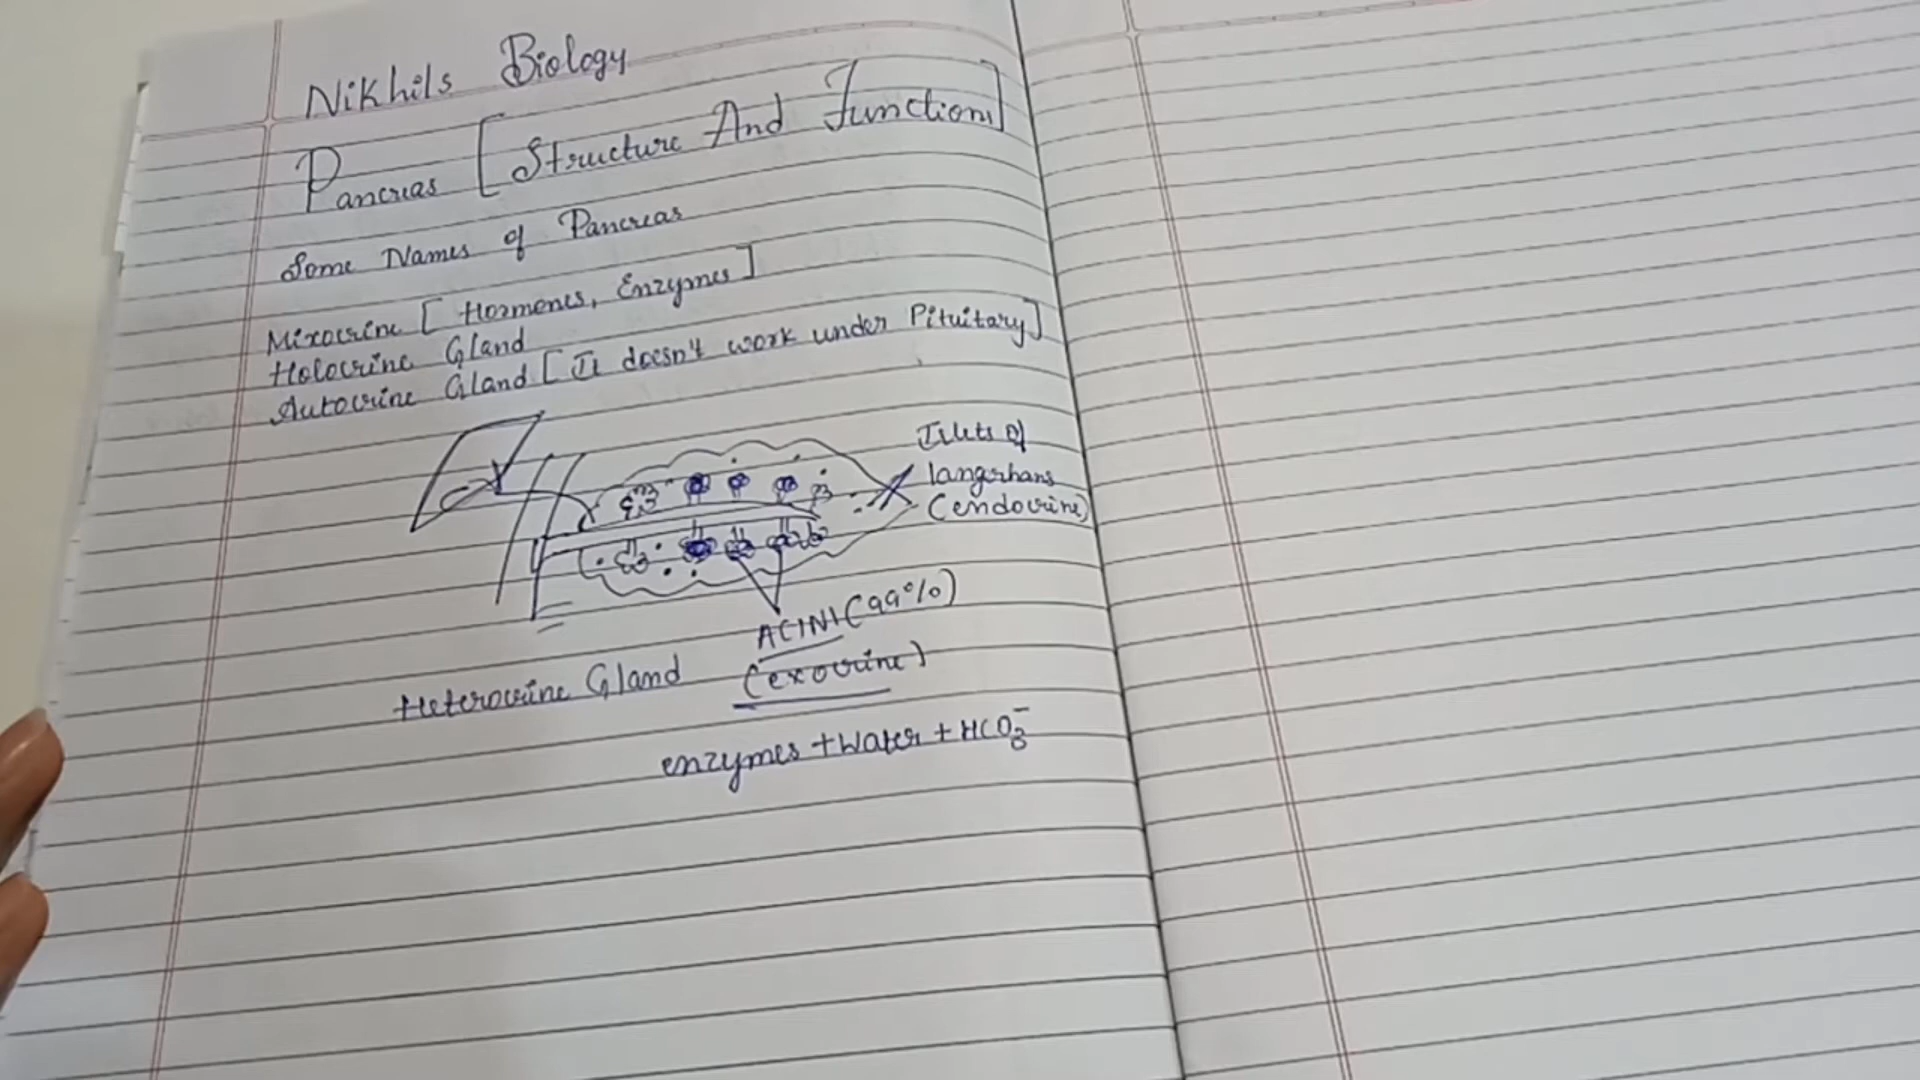 Nikhils Biology
Pancreas [Structure And Function]
Some Names of Pancreas
Mixocrine [Hormones, Enzymes]
Holocrine Gland
Autocrine Gland [It doesn't work under Pituitary]
Islets of
langerhans
(endocrine)
ACINI (99%)
(exocrine)
Heterocrine Gland
enzymes + Water + HCO₃⁻